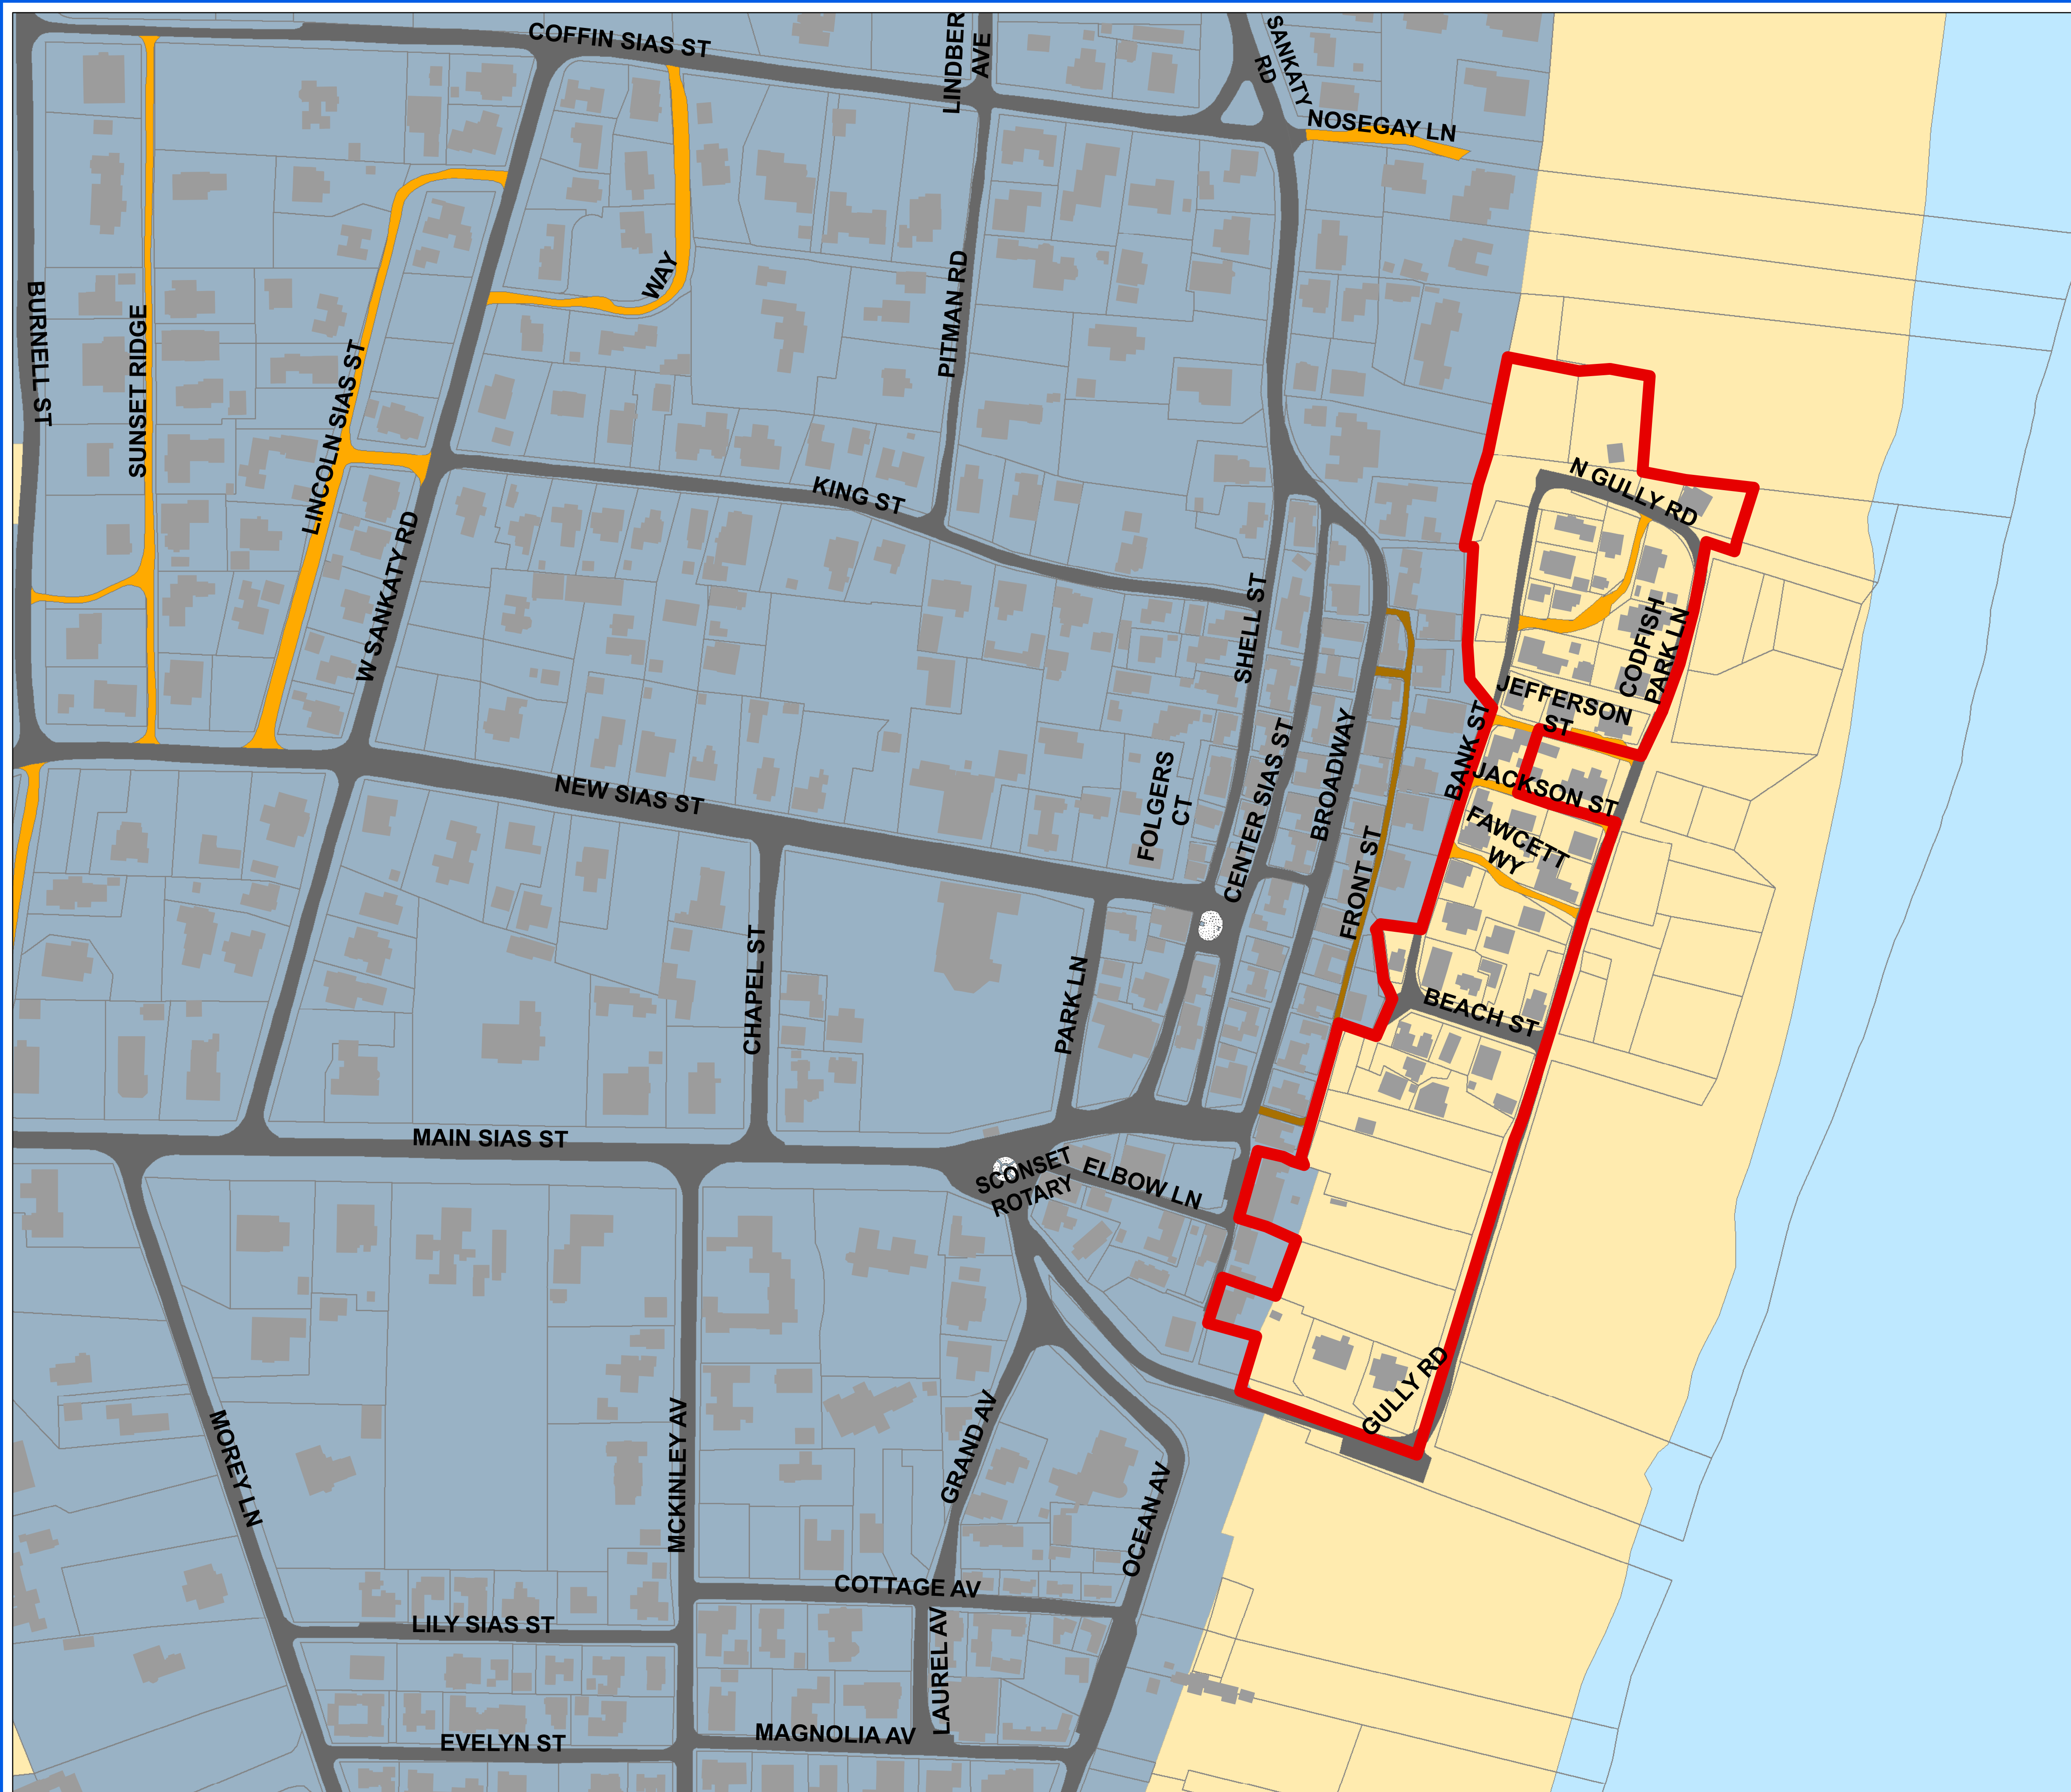 COFFIN SIAS ST
LINDBER
AVE
SANKATY
RD
NOSEGAY LN
BURNELL ST
SUNSET RIDGE
LINCOLN SIAS ST
WAY
PITMAN RD
W SANKATY RD
KING ST
N GULLY RD
SHELL ST
CODFISH
PARK LN
JEFFERSON
ST
BANK ST
JACKSON ST
FAWCETT
WY
NEW SIAS ST
FOLGERS
CT
CENTER SIAS ST
BROADWAY
FRONT ST
CHAPEL ST
PARK LN
BEACH ST
MAIN SIAS ST
SCONSET
ROTARY
ELBOW LN
GULLY RD
MOREY LN
MCKINLEY AV
GRAND AV
OCEAN AV
COTTAGE AV
LILY SIAS ST
LAUREL AV
EVELYN ST
MAGNOLIA AV